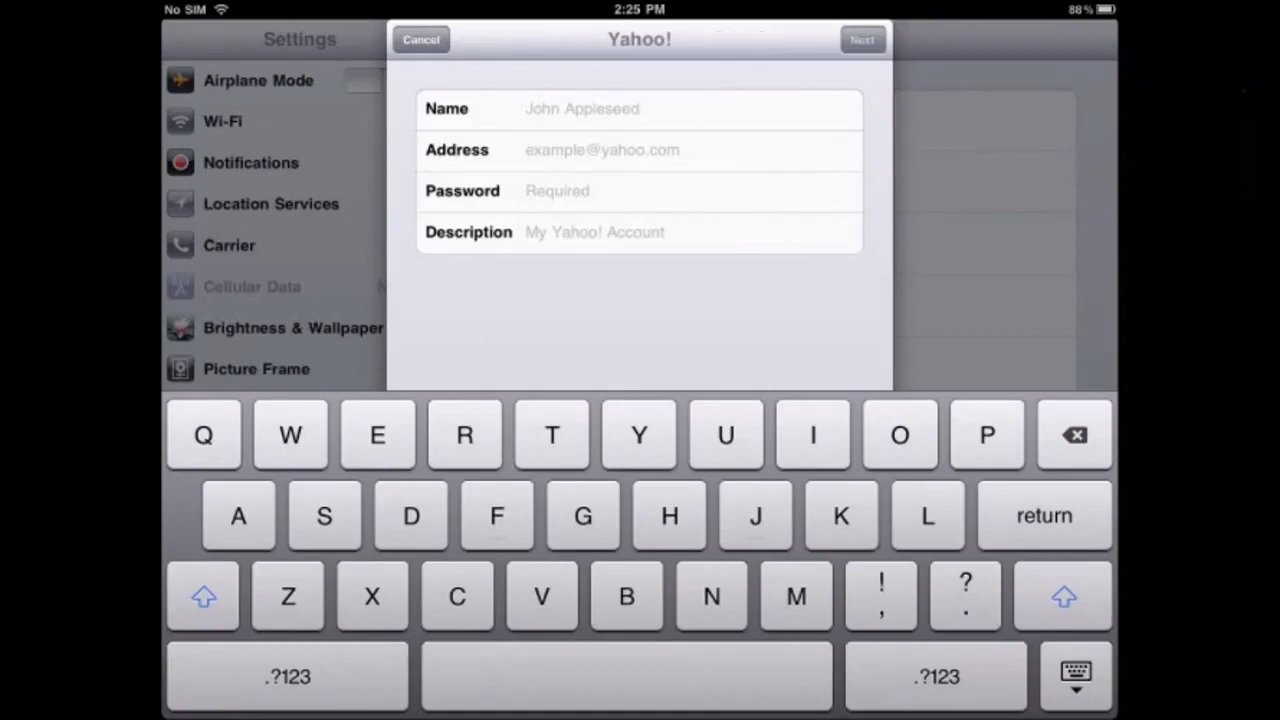 No SIM 2:25 PM 88%
Settings Cancel Yahoo! Next
Airplane Mode
Wi-Fi
Notifications
Location Services
Carrier
Cellular Data N
Brightness & Wallpaper
Picture Frame
Name John Appleseed
Address example@yahoo.com
Password Required
Description My Yahoo! Account
Q W E R T Y U I O P
A S D F G H J K L return
Z X C V B N M ! , ? .
.?123 .?123